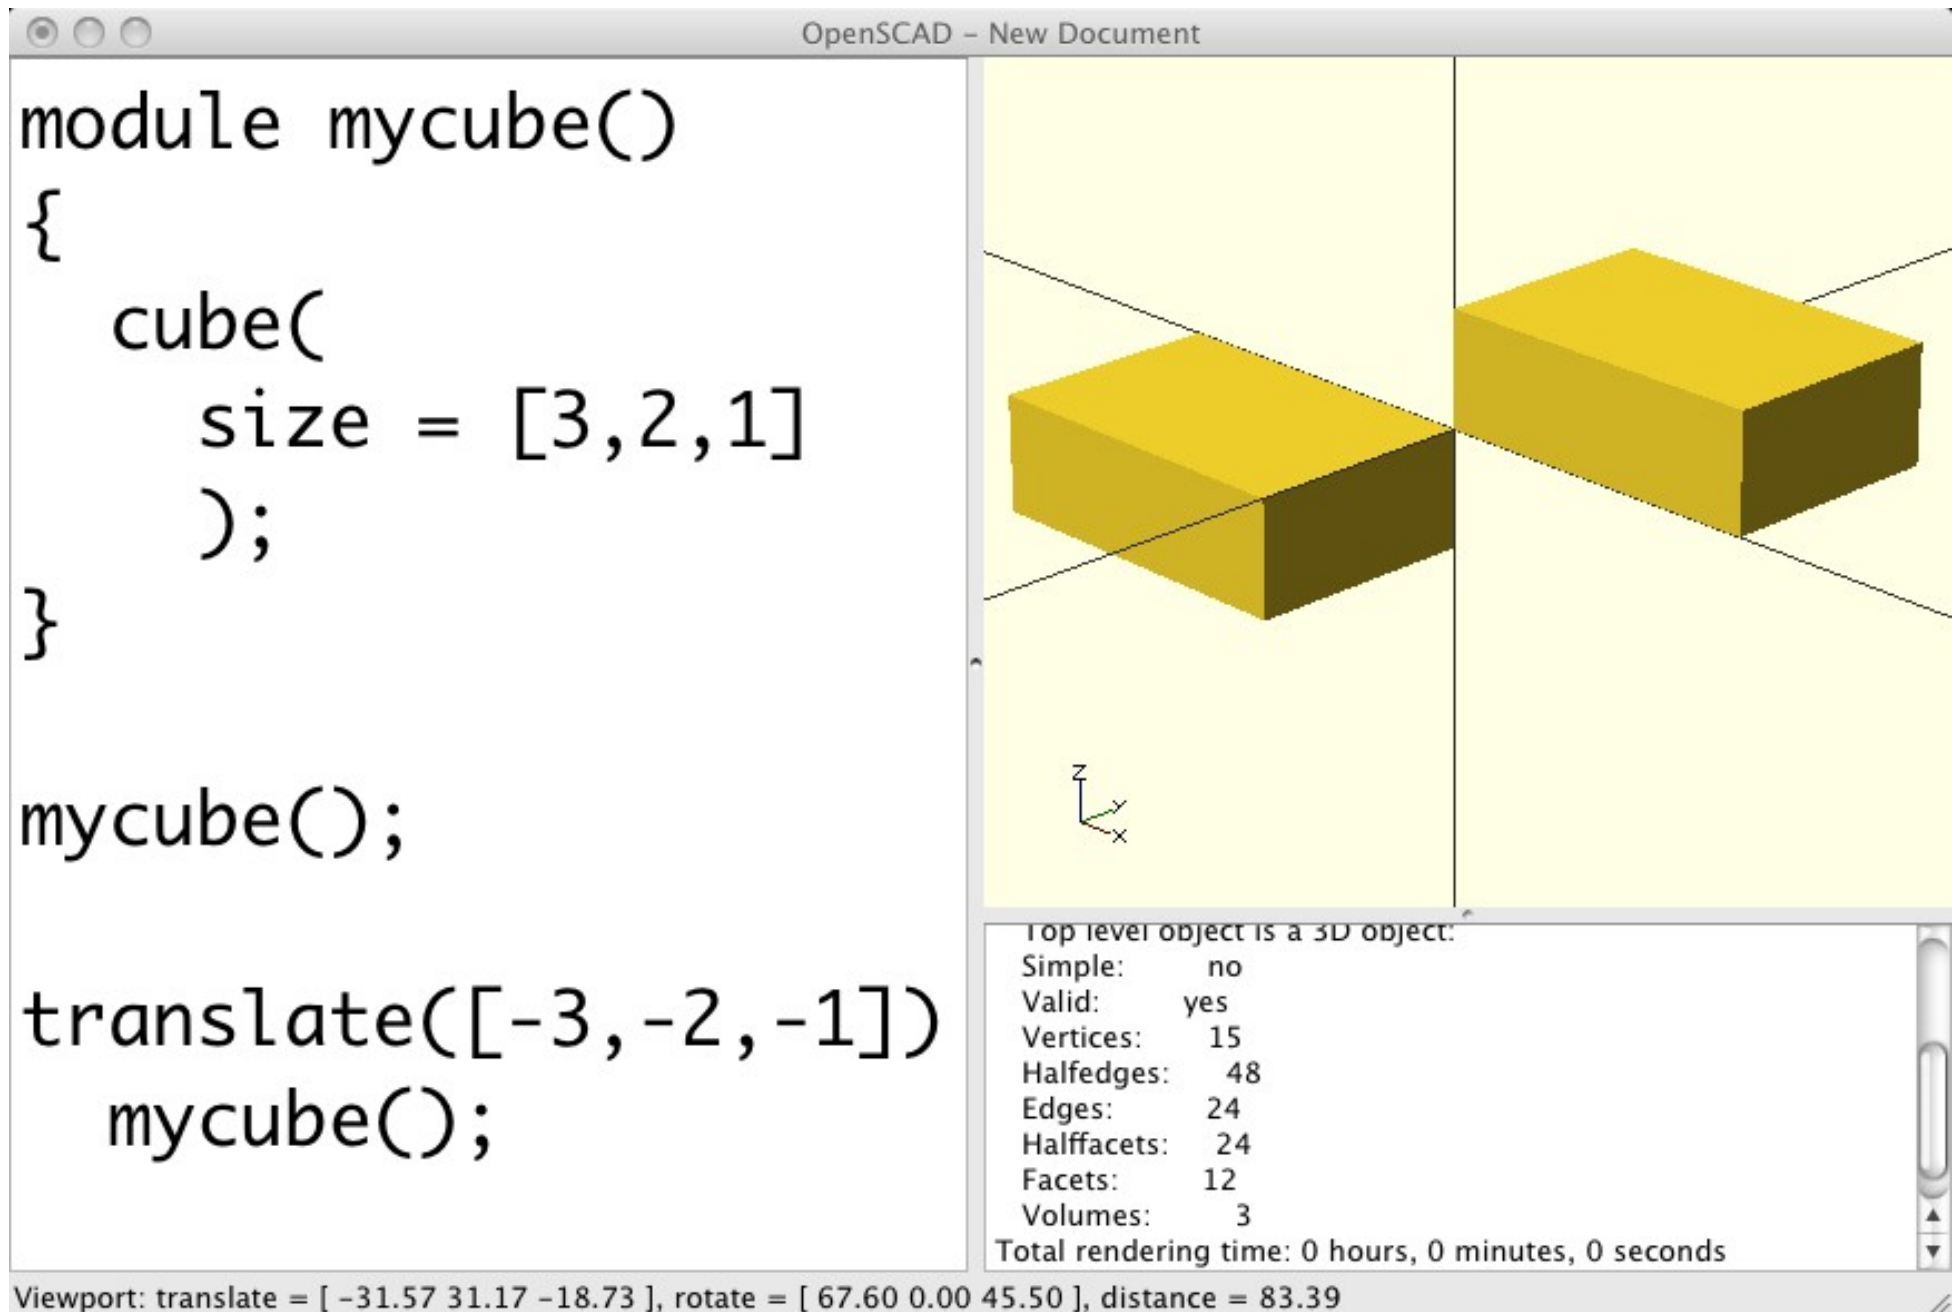 OpenSCAD – New Document
module mycube()
{
  cube(
    size = [3,2,1]
    );
}
mycube();
translate([-3,-2,-1])
  mycube();
Z
Y
X
Top level object is a 3D object:
Simple: no
Valid: yes
Vertices: 15
Halfedges: 48
Edges: 24
Halffacets: 24
Facets: 12
Volumes: 3
Total rendering time: 0 hours, 0 minutes, 0 seconds
Viewport: translate = [ -31.57 31.17 -18.73 ], rotate = [ 67.60 0.00 45.50 ], distance = 83.39